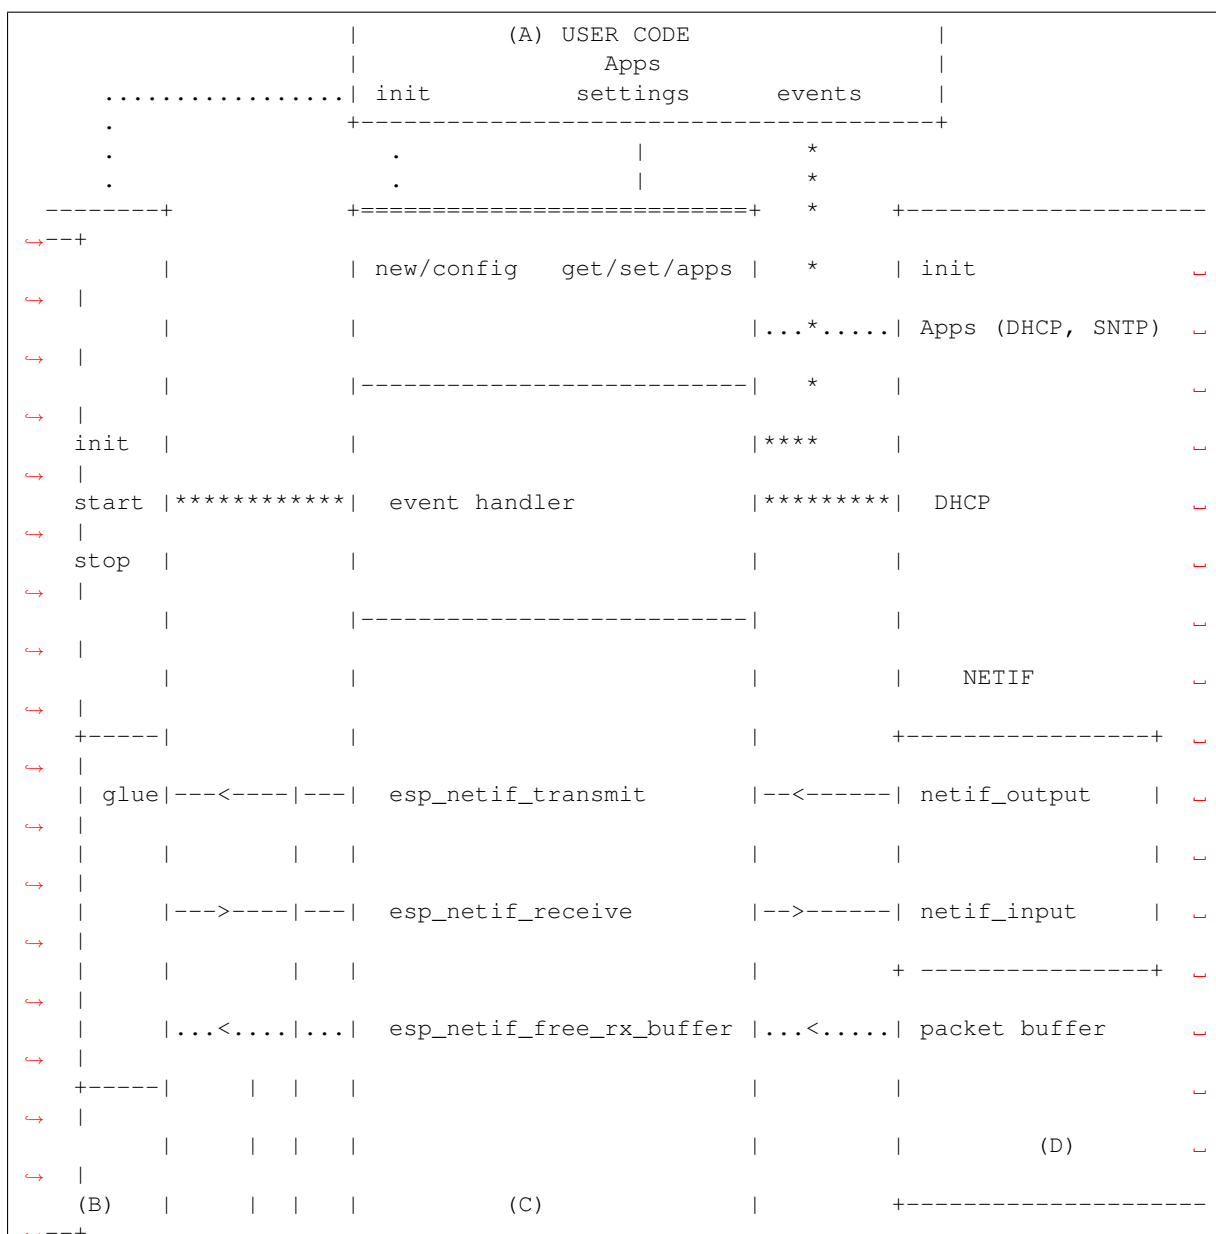 |          (A) USER CODE                 |
                       |                 Apps                   |
      .................| init          settings      events     |
      .                +----------------------------------------+
      .                   .                |           *
      .                   .                |           *
  --------+            +===========================+   *     +---------------------
↪--+
          |            | new/config   get/set/apps |   *     | init               ␣
↪  |
          |            |                           |...*.....| Apps (DHCP, SNTP)  ␣
↪  |
          |            |---------------------------|   *     |                    ␣
↪  |
    init  |            |                           |****     |                    ␣
↪  |
    start |************|  event handler            |*********|  DHCP              ␣
↪  |
    stop  |            |                           |         |                    ␣
↪  |
          |            |---------------------------|         |                    ␣
↪  |
          |            |                           |         |    NETIF           ␣
↪  |
    +-----|            |                           |         +-----------------+  ␣
↪  |
    | glue|---<----|---|  esp_netif_transmit       |--<------| netif_output    |  ␣
↪  |
    |     |        |   |                           |         |                 |  ␣
↪  |
    |     |--->----|---|  esp_netif_receive        |-->------| netif_input     |  ␣
↪  |
    |     |        |   |                           |         + ----------------+  ␣
↪  |
    |     |...<....|...|  esp_netif_free_rx_buffer |...<.....| packet buffer      ␣
↪  |
    +-----|     |  |   |                           |         |                    ␣
↪  |
          |     |  |   |                           |         |         (D)        ␣
↪  |
    (B)   |     |  |   |          (C)              |         +---------------------
↪--+